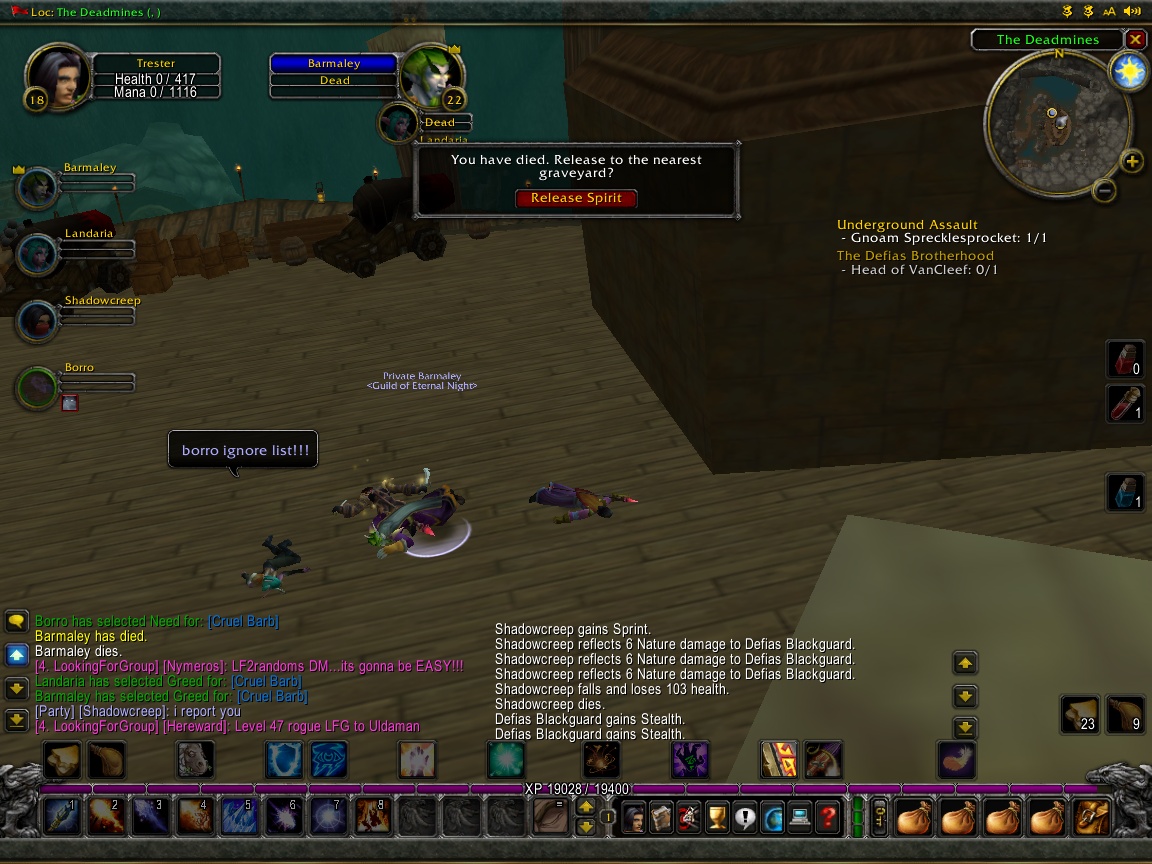 Loc: The Deadmines (, )
The Deadmines
N
Trester
Health 0 / 417
Mana 0 / 1116
18
Barmaley
Dead
22
Dead
Landaria
You have died. Release to the nearest
graveyard?
Release Spirit
Barmaley
Landaria
Shadowcreep
Borro
Underground Assault
- Gnoam Sprecklesprocket: 1/1
The Defias Brotherhood
- Head of VanCleef: 0/1
0
1
1
Private Barmaley
<Guild of Eternal Night>
borro ignore list!!!
Borro has selected Need for: [Cruel Barb]
Barmaley has died.
Barmaley dies.
[4. LookingForGroup] [Nymeros]: LF2randoms DM...its gonna be EASY!!!
Landaria has selected Greed for: [Cruel Barb]
Barmaley has selected Greed for: [Cruel Barb]
[Party] [Shadowcreep]: i report you
[4. LookingForGroup] [Hereward]: Level 47 rogue LFG to Uldaman
Shadowcreep gains Sprint.
Shadowcreep reflects 6 Nature damage to Defias Blackguard.
Shadowcreep reflects 6 Nature damage to Defias Blackguard.
Shadowcreep reflects 6 Nature damage to Defias Blackguard.
Shadowcreep falls and loses 103 health.
Shadowcreep dies.
Defias Blackguard gains Stealth.
Defias Blackguard gains Stealth.
23
9
XP 19028 / 19400
1
2
3
4
5
6
7
8
=
1